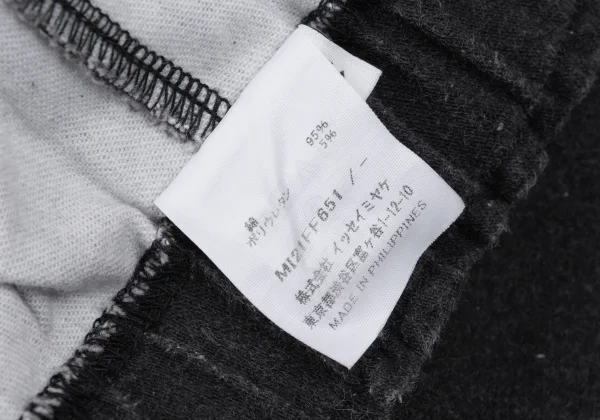 綿 95%
ポリウレタン 5%
MI21FF651 / -
株式会社 イッセイミヤケ
東京都渋谷区富ヶ谷1-12-10
MADE IN PHILIPPINES